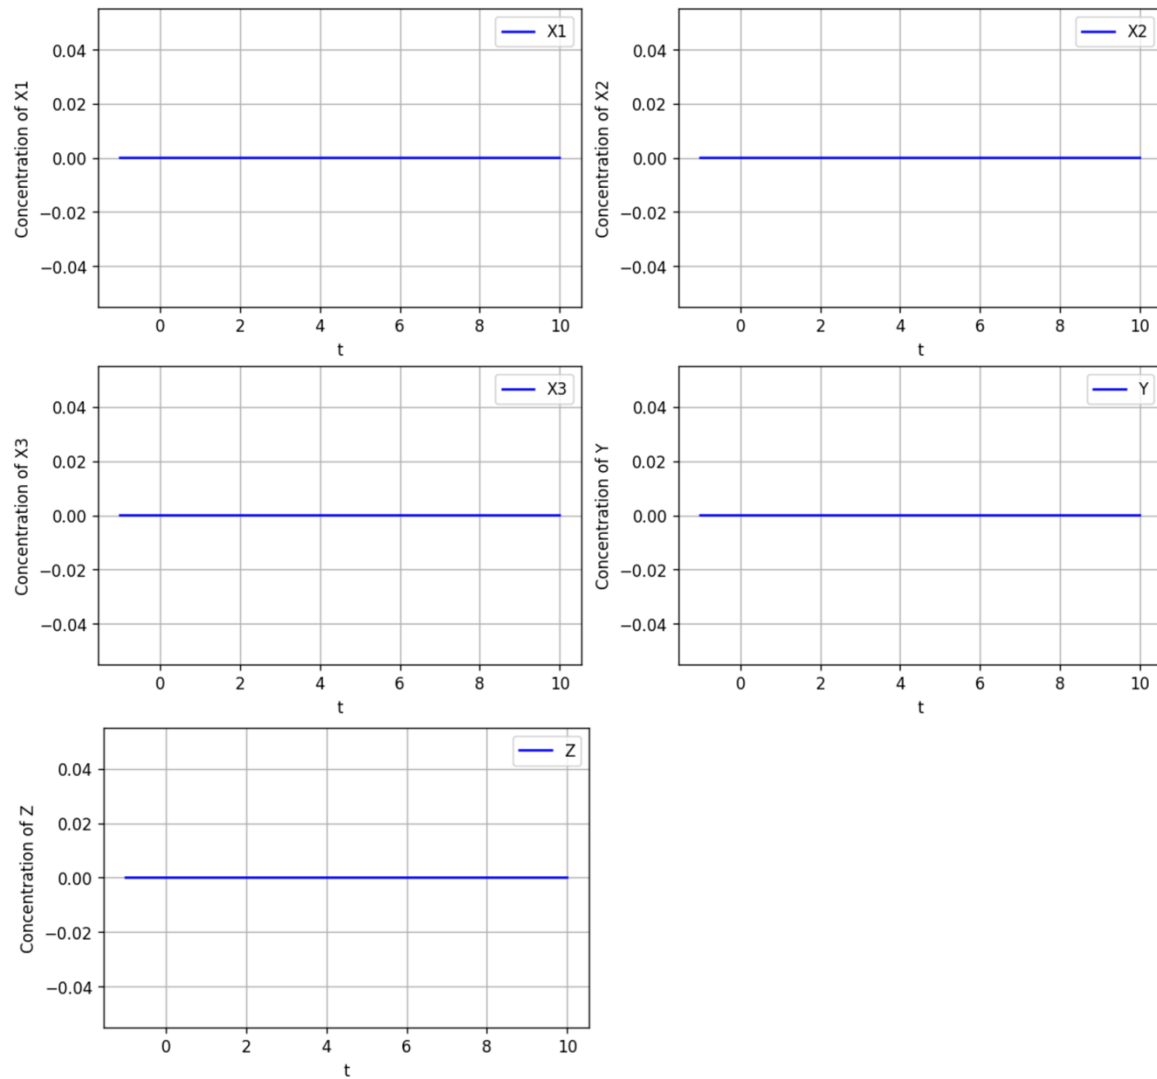 X1
Concentration of X1
0.04
0.02
0.00
−0.02
−0.04
0 2 4 6 8 10
t
X2
Concentration of X2
0.04
0.02
0.00
−0.02
−0.04
0 2 4 6 8 10
t
X3
Concentration of X3
0.04
0.02
0.00
−0.02
−0.04
0 2 4 6 8 10
t
Y
Concentration of Y
0.04
0.02
0.00
−0.02
−0.04
0 2 4 6 8 10
t
Z
Concentration of Z
0.04
0.02
0.00
−0.02
−0.04
0 2 4 6 8 10
t